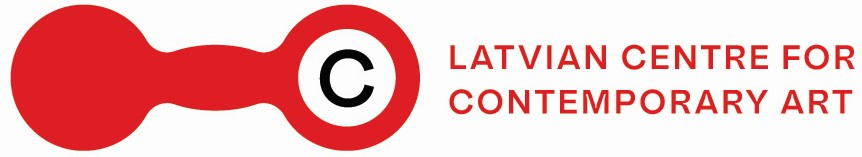 C
LATVIAN CENTRE FOR
CONTEMPORARY ART